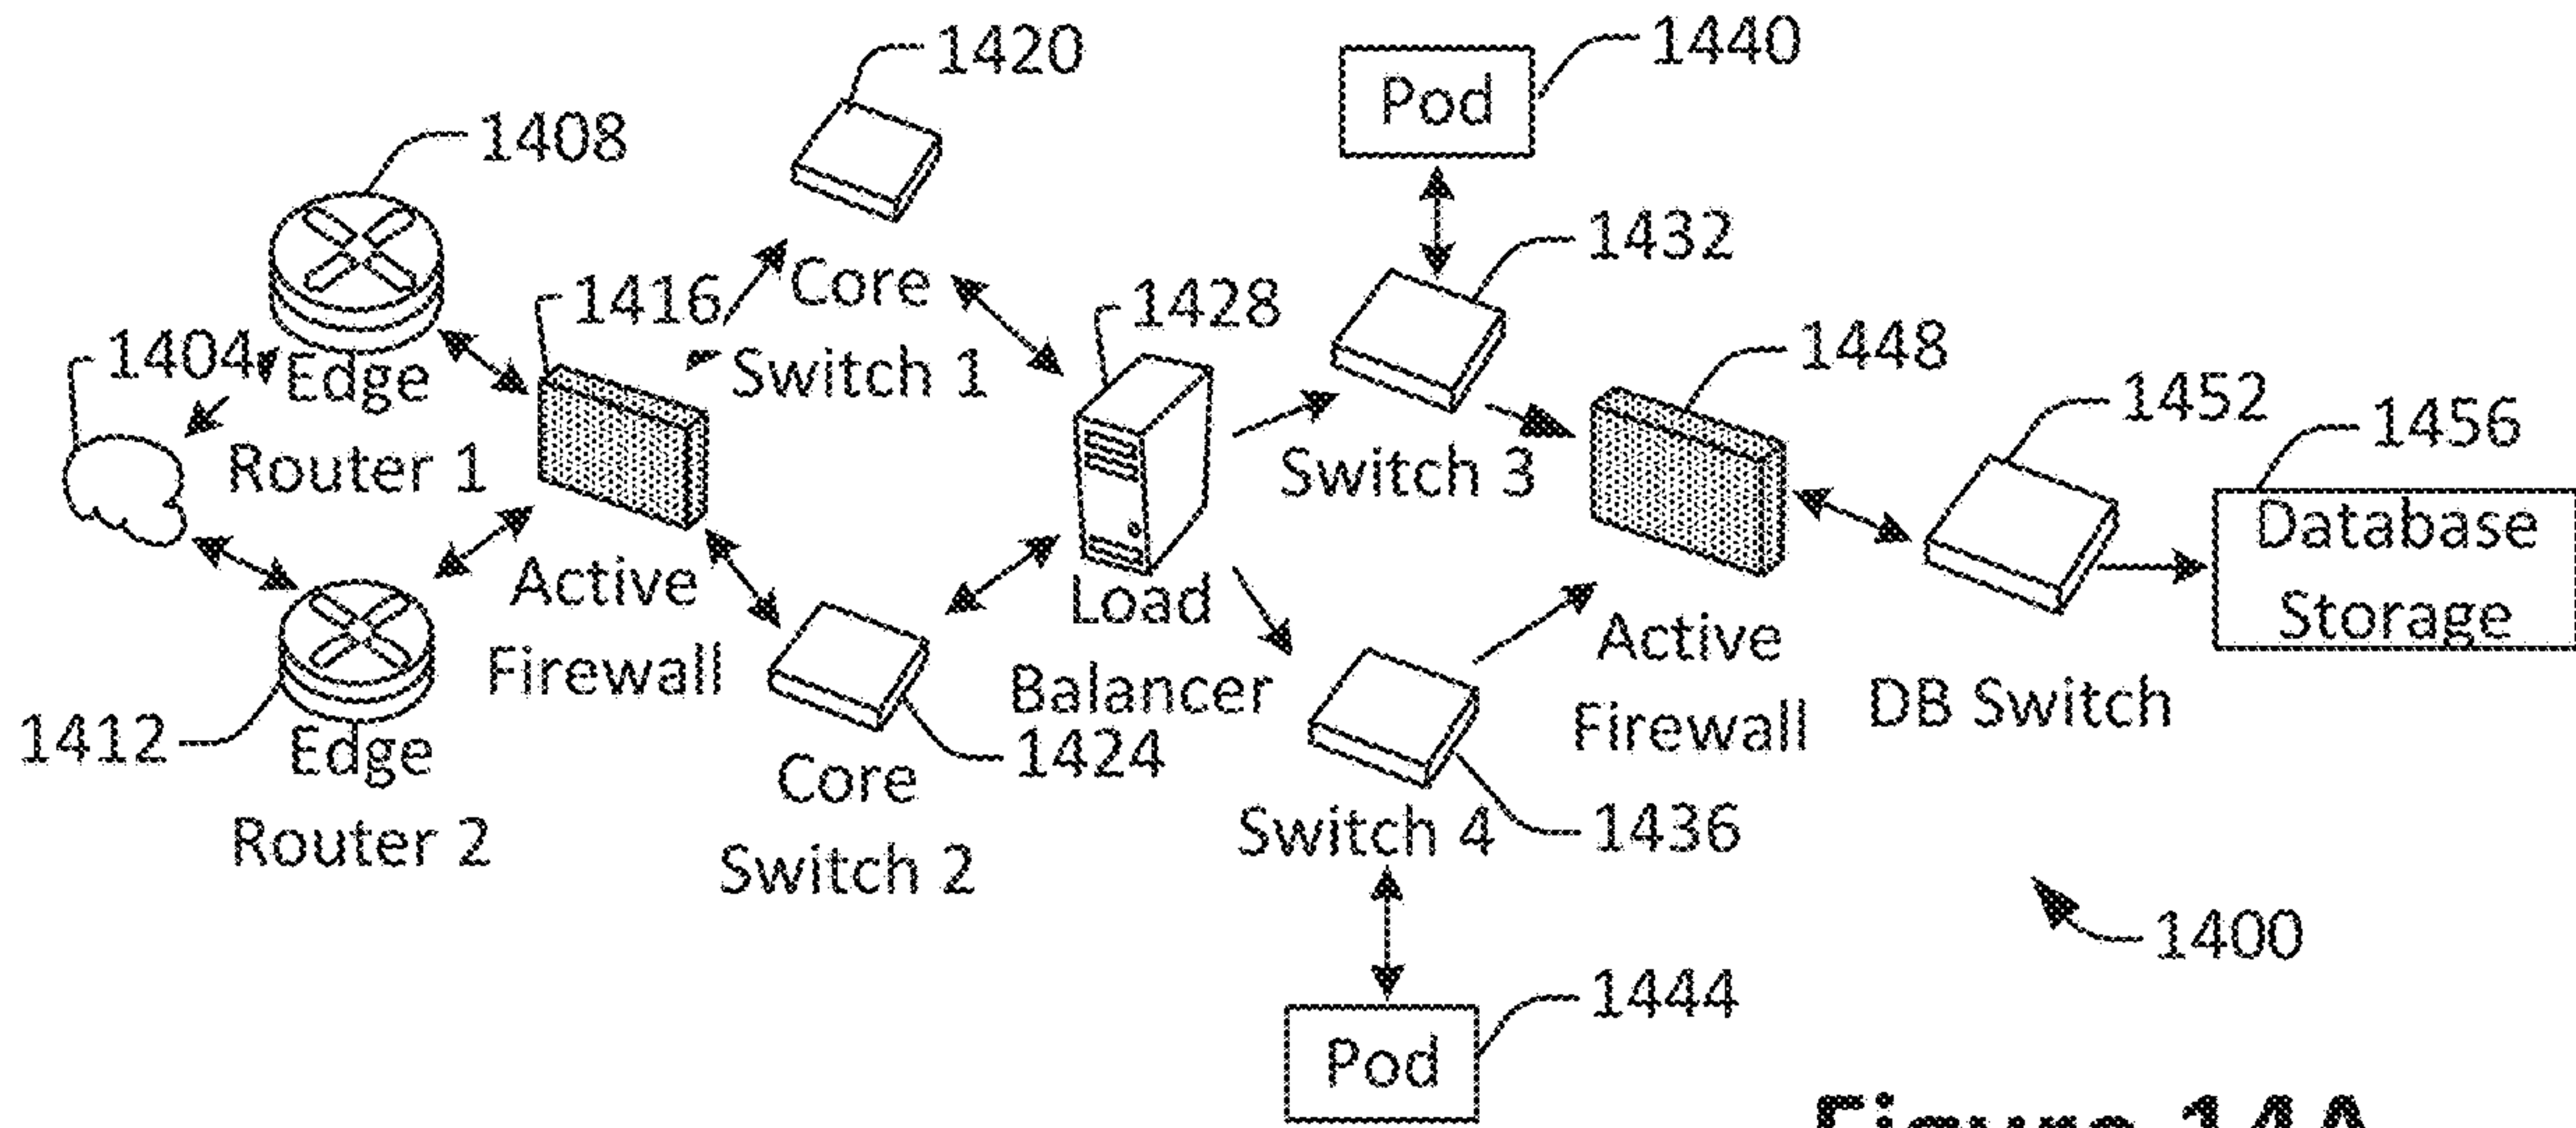 1420
1440
Pod
1408
1432
1416
Core
Switch 1
1428
1448
1404
Edge
Router 1
1452
1456
Switch 3
Database
Storage
Active
Firewall
Load
Balancer
Active
Firewall
DB Switch
1412
Edge
Router 2
1424
Core
Switch 2
Switch 4
1436
1400
1444
Pod
Figure 14A